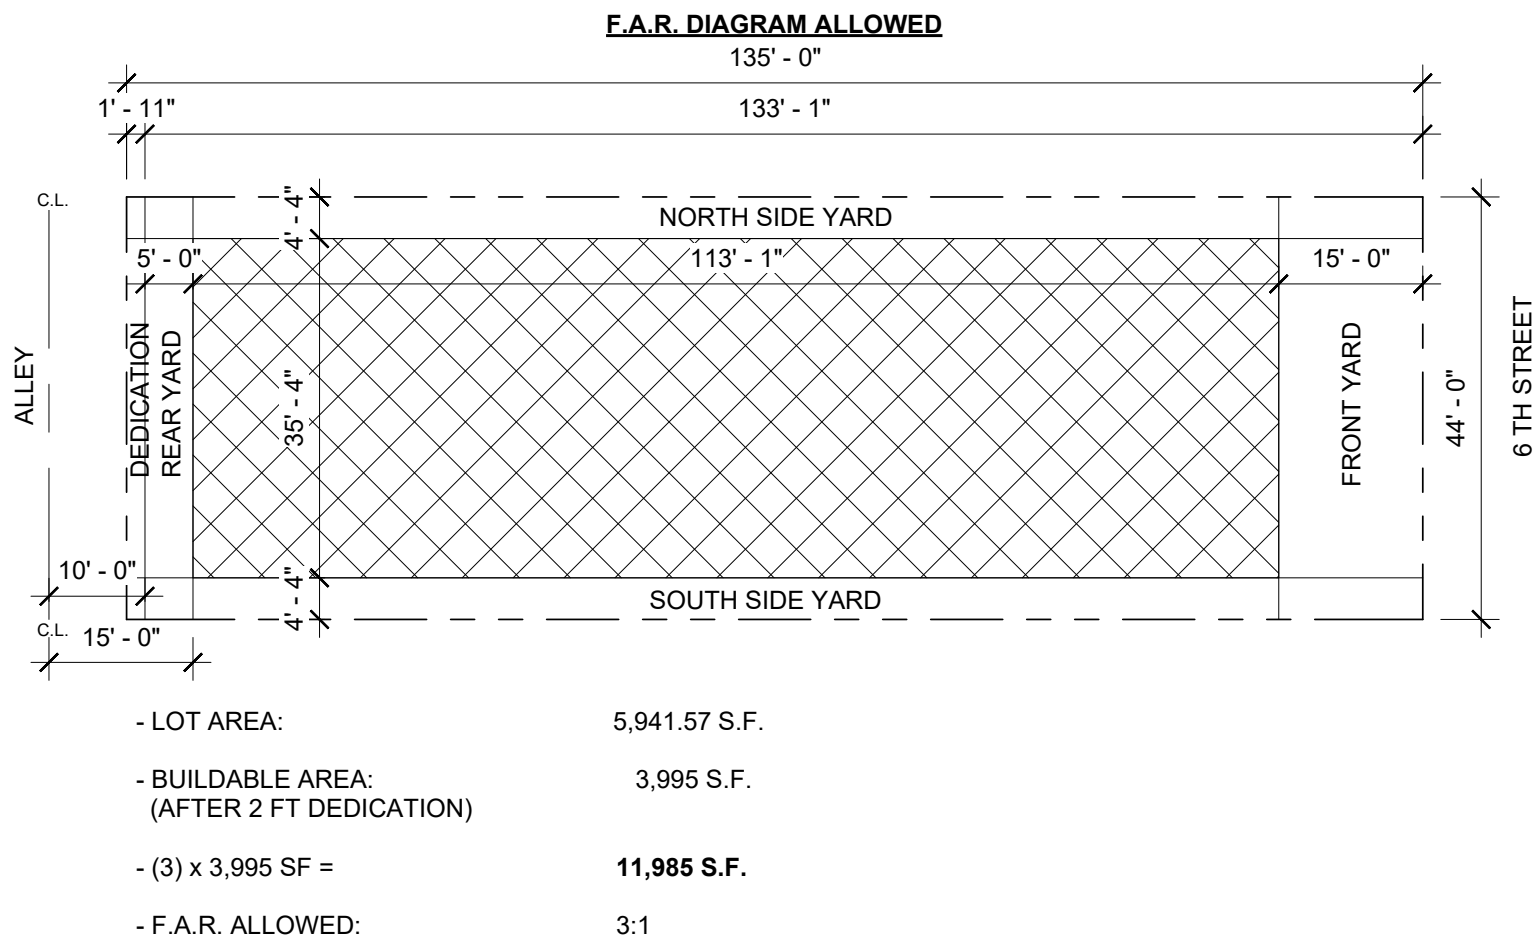 F.A.R. DIAGRAM ALLOWED
135' - 0"
1' - 11"
133' - 1"
C.L.
4' - 4"
NORTH SIDE YARD
5' - 0"
113' - 1"
15' - 0"
ALLEY
DEDICATION
REAR YARD
35' - 4"
FRONT YARD
44' - 0"
6 TH STREET
10' - 0"
4' - 4"
SOUTH SIDE YARD
C.L.
15' - 0"
- LOT AREA: 5,941.57 S.F.
- BUILDABLE AREA: 3,995 S.F.
(AFTER 2 FT DEDICATION)
- (3) x 3,995 SF = 11,985 S.F.
- F.A.R. ALLOWED: 3:1